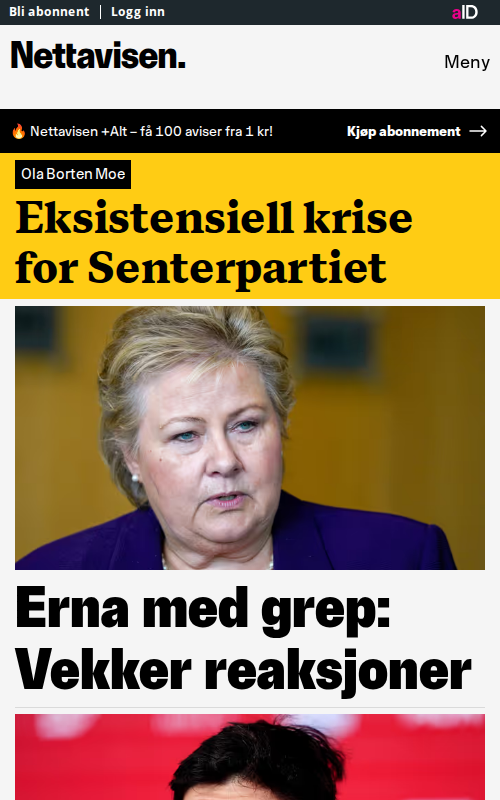 Bli abonnent | Logg inn
aID
Nettavisen.
Meny
🔥 Nettavisen +Alt – få 100 aviser fra 1 kr!
Kjøp abonnement →
Ola Borten Moe
Eksistensiell krise
for Senterpartiet
Erna med grep:
Vekker reaksjoner